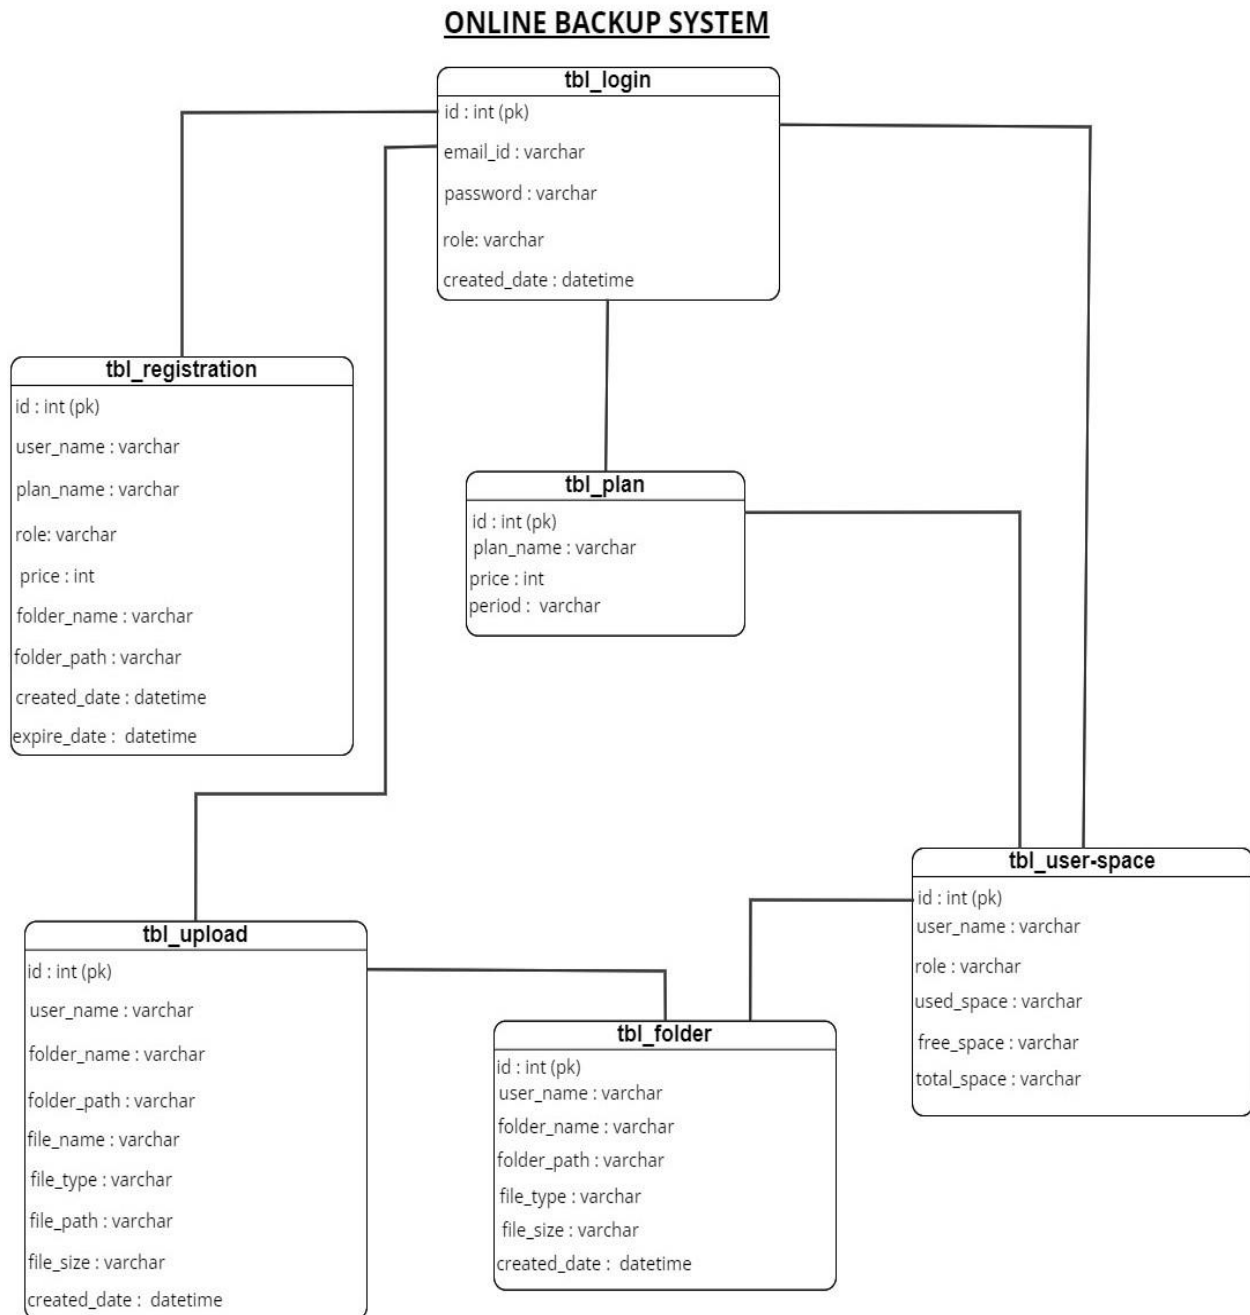 ONLINE BACKUP SYSTEM
tbl_login
id : int (pk)
email_id : varchar
password : varchar
role: varchar
created_date : datetime
tbl_registration
id : int (pk)
user_name : varchar
plan_name : varchar
role: varchar
price : int
folder_name : varchar
folder_path : varchar
created_date : datetime
expire_date : datetime
tbl_plan
id : int (pk)
plan_name : varchar
price : int
period : varchar
tbl_user-space
id : int (pk)
user_name : varchar
role : varchar
used_space : varchar
free_space : varchar
total_space : varchar
tbl_upload
id : int (pk)
user_name : varchar
folder_name : varchar
folder_path : varchar
file_name : varchar
file_type : varchar
file_path : varchar
file_size : varchar
created_date : datetime
tbl_folder
id : int (pk)
user_name : varchar
folder_name : varchar
folder_path : varchar
file_type : varchar
file_size : varchar
created_date : datetime